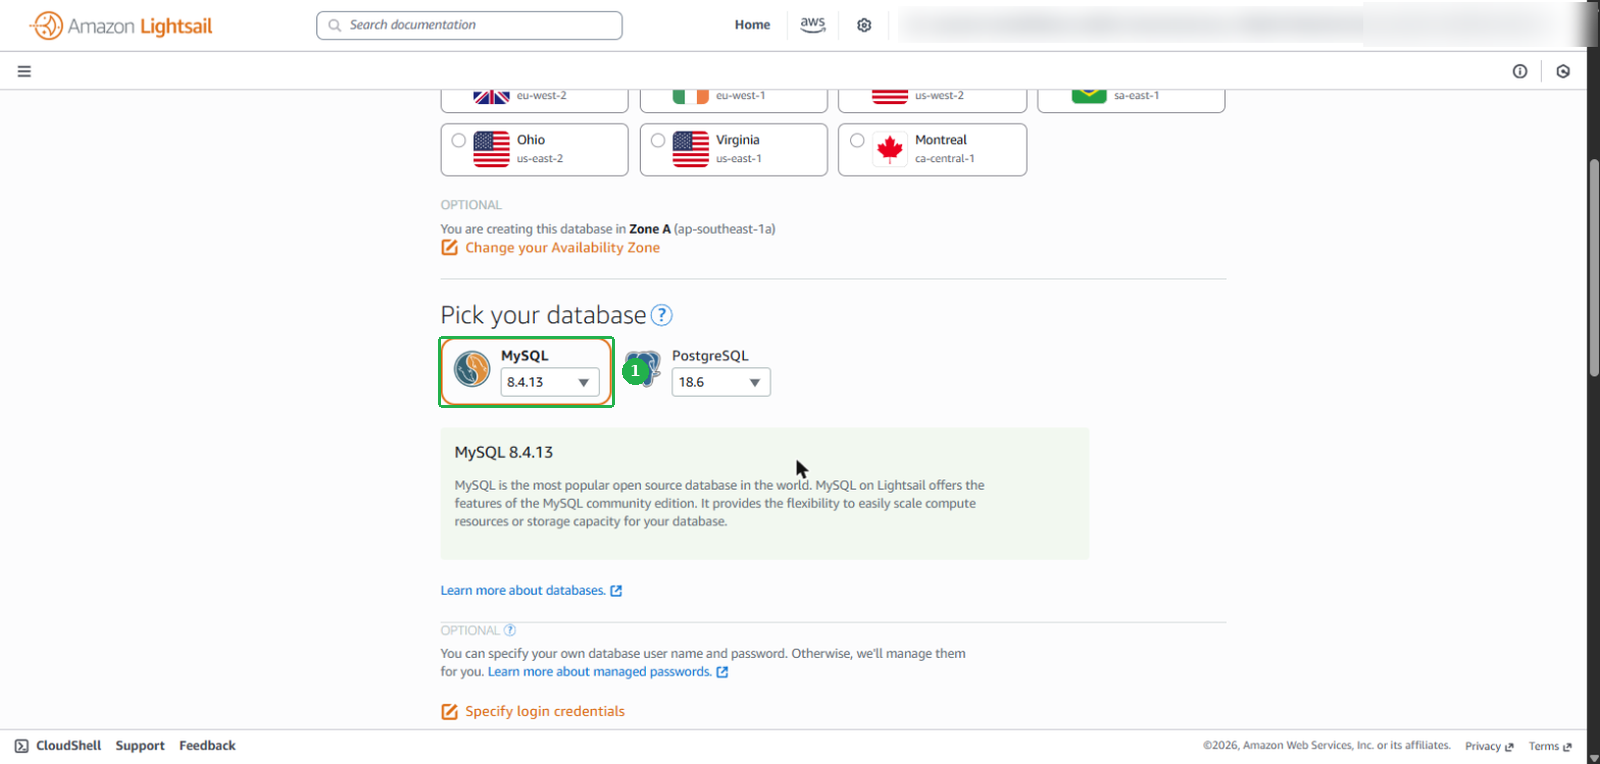 Amazon Lightsail
Search documentation
Home
aws
eu-west-2
eu-west-1
us-west-2
sa-east-1
Ohio
us-east-2
Virginia
us-east-1
Montreal
ca-central-1
OPTIONAL
You are creating this database in Zone A (ap-southeast-1a)
Change your Availability Zone
Pick your database ?
MySQL
8.4.13
1
PostgreSQL
18.6
MySQL 8.4.13
MySQL is the most popular open source database in the world. MySQL on Lightsail offers the
features of the MySQL community edition. It provides the flexibility to easily scale compute
resources or storage capacity for your database.
Learn more about databases.
OPTIONAL ?
You can specify your own database user name and password. Otherwise, we'll manage them
for you. Learn more about managed passwords.
Specify login credentials
CloudShell Support Feedback
©2026, Amazon Web Services, Inc. or its affiliates. Privacy Terms